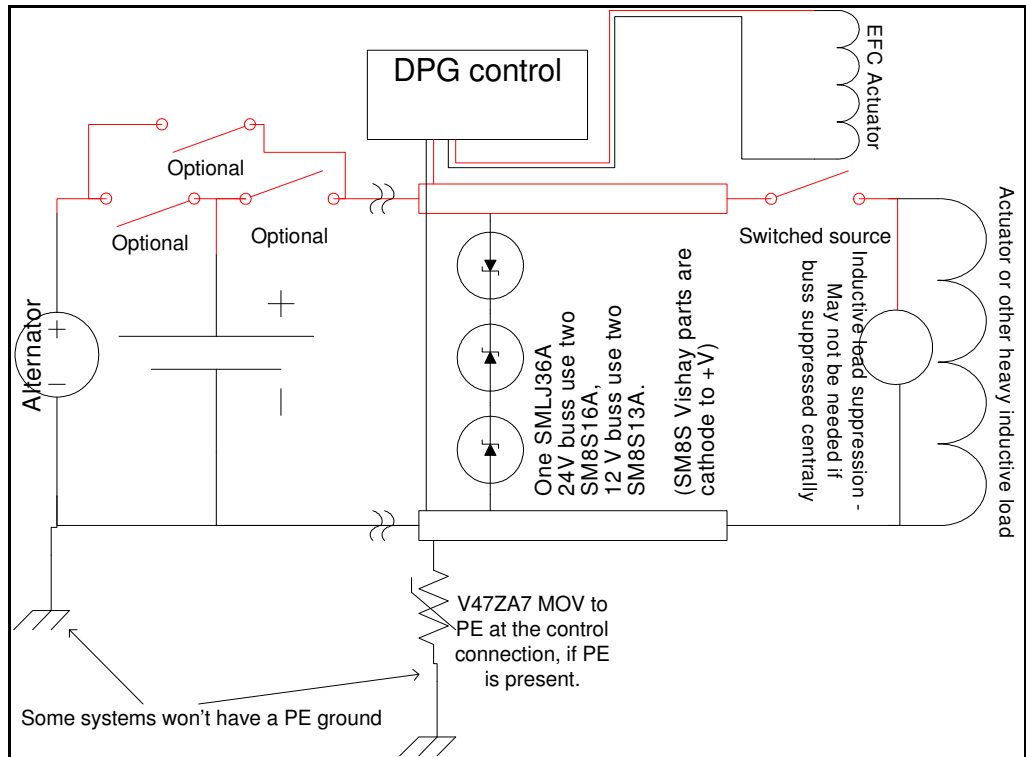 DPG control
EFC Actuator
Optional
Optional
Optional
Switched source
Alternator
+
−
+
−
One SMLJ36A
24V buss use two
SM8S16A,
12 V buss use two
SM8S13A.
(SM8S Vishay parts are
cathode to +V)
Inductive load suppression -
May not be needed if
buss suppressed centrally
Actuator or other heavy inductive load
V47ZA7 MOV to
PE at the control
connection, if PE
is present.
Some systems won't have a PE ground